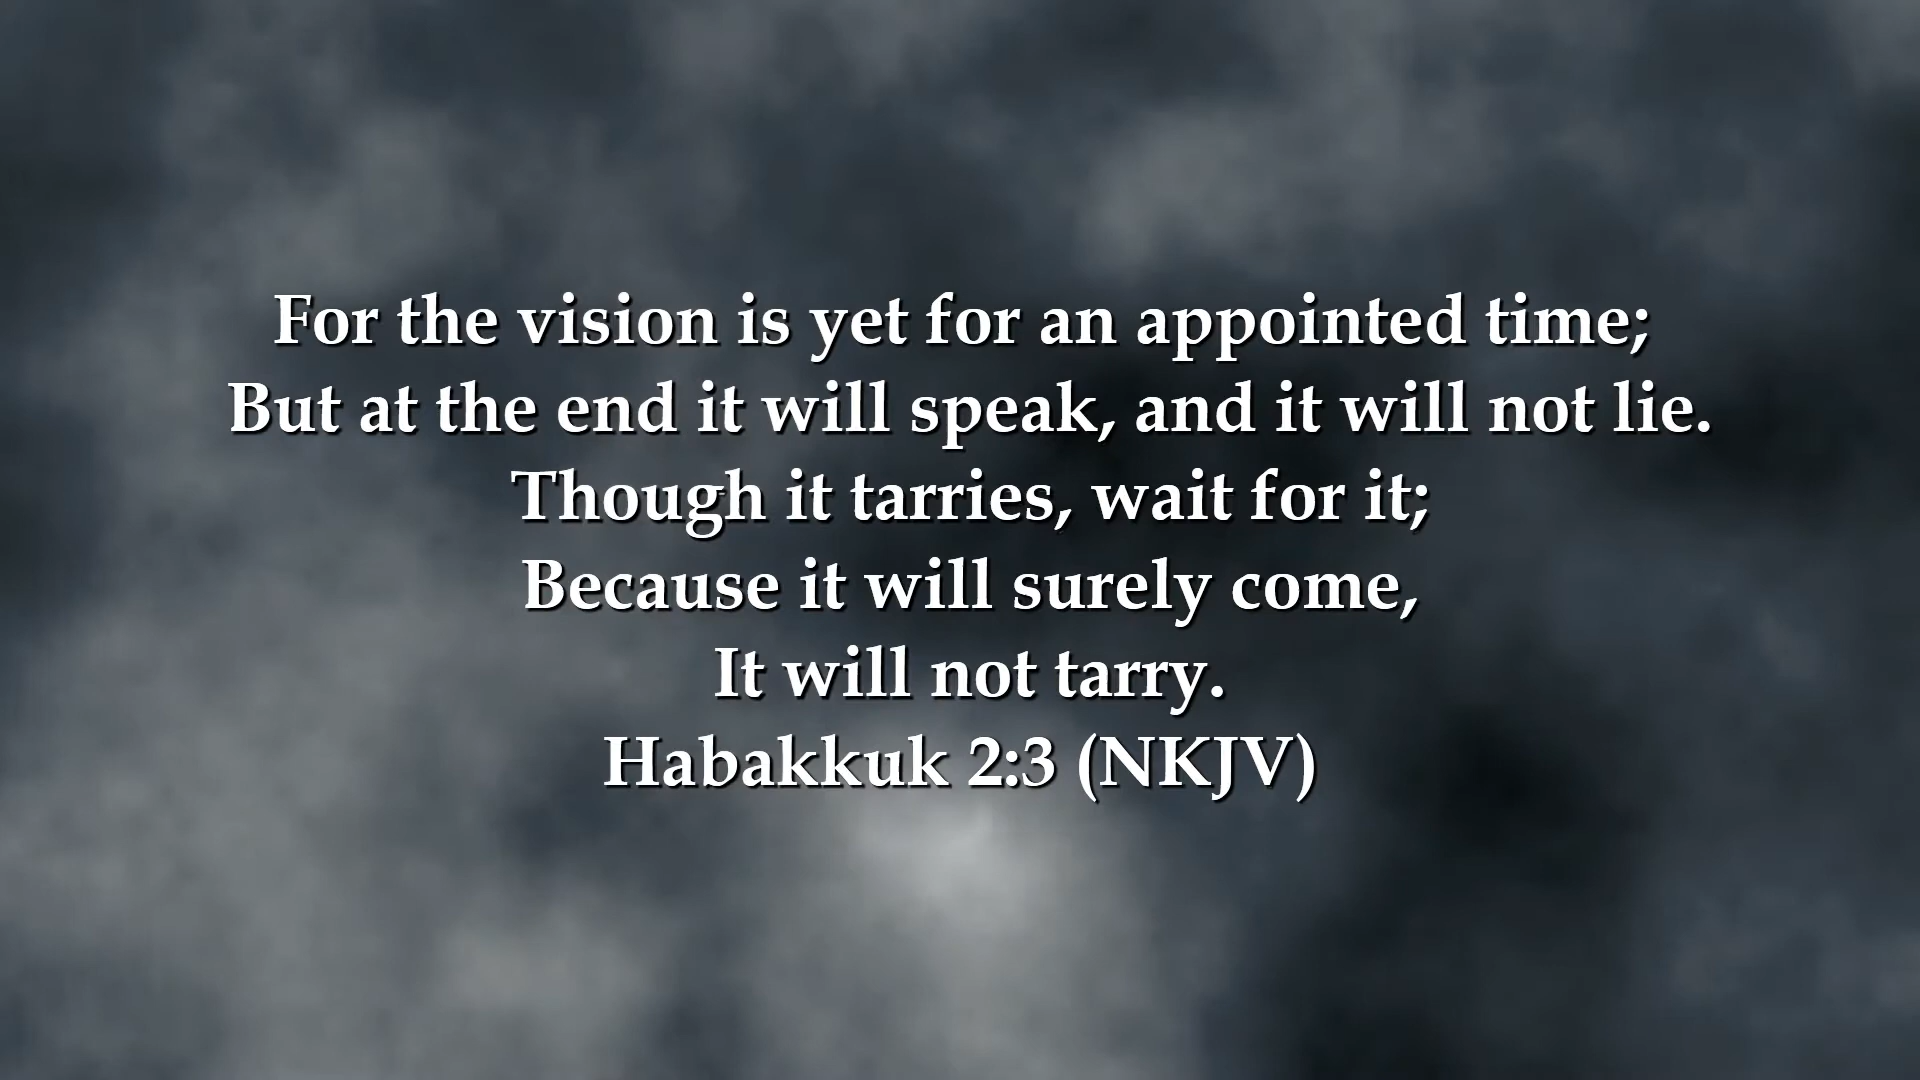 For the vision is yet for an appointed time;
But at the end it will speak, and it will not lie.
Though it tarries, wait for it;
Because it will surely come,
It will not tarry.
Habakkuk 2:3 (NKJV)